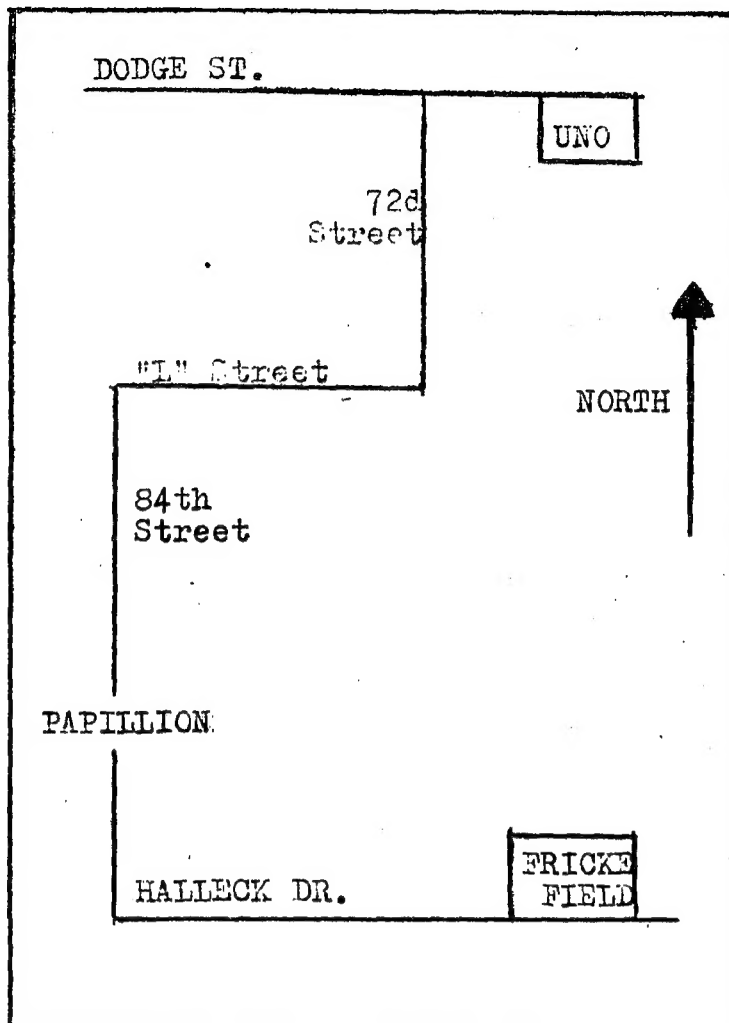 DODGE ST.
UNO
72d
Street
"L" Street
NORTH
84th
Street
PAPILLION
HALLECK DR.
FRICKE
FIELD